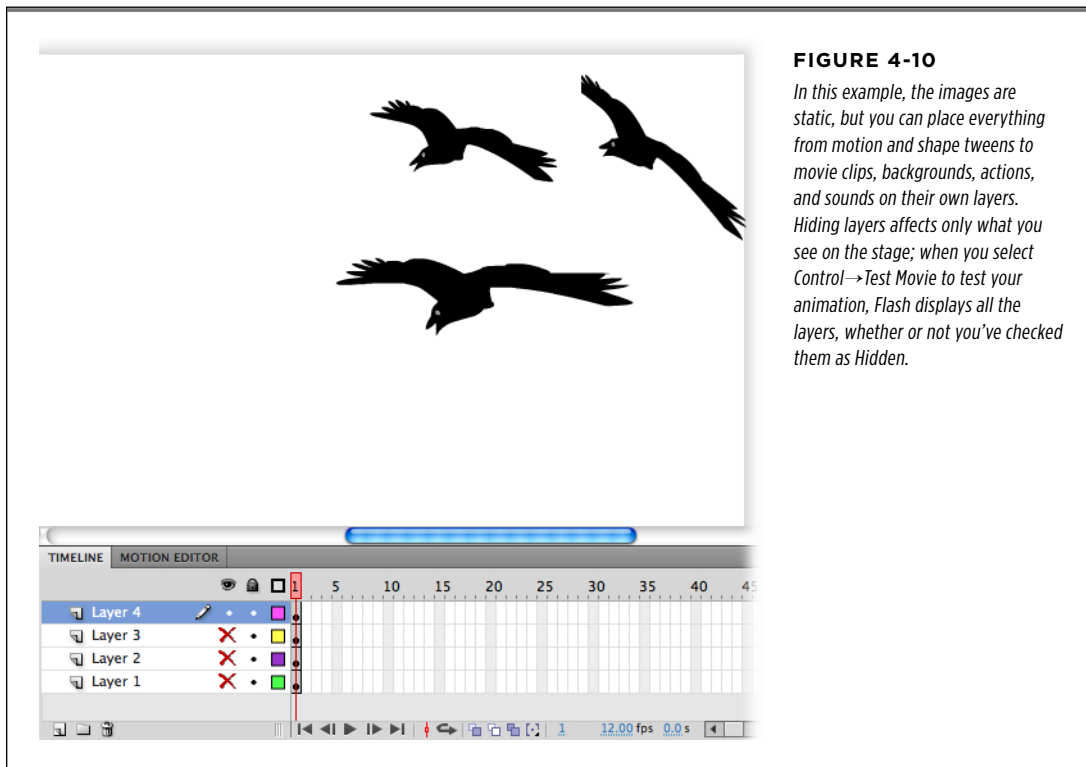 FIGURE 4-10
In this example, the images are
static, but you can place everything
from motion and shape tweens to
movie clips, backgrounds, actions,
and sounds on their own layers.
Hiding layers affects only what you
see on the stage; when you select
Control→Test Movie to test your
animation, Flash displays all the
layers, whether or not you've checked
them as Hidden.
TIMELINE MOTION EDITOR
1 5 10 15 20 25 30 35 40 45
Layer 4
Layer 3
Layer 2
Layer 1
1 12.00 fps 0.0 s